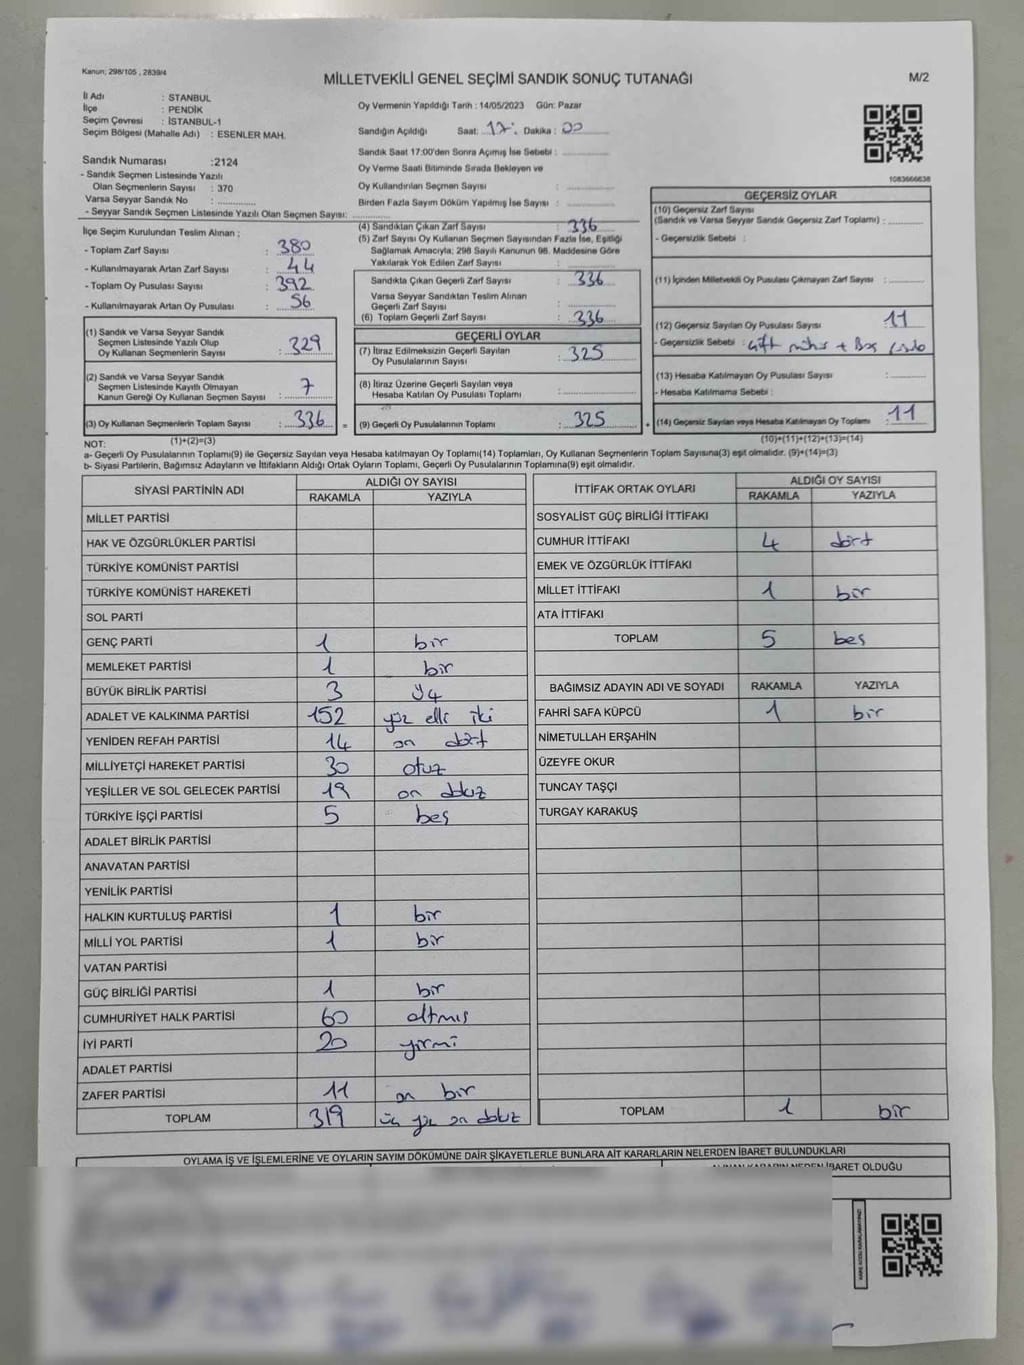 Kanun; 298/105 , 2839/4
MİLLETVEKİLİ GENEL SEÇİMİ SANDIK SONUÇ TUTANAĞI
M/2
İl Adı : STANBUL
İlçe : PENDİK
Seçim Çevresi : İSTANBUL-1
Seçim Bölgesi (Mahalle Adı) : ESENLER MAH.
Sandık Numarası :2124
- Sandık Seçmen Listesinde Yazılı
Olan Seçmenlerin Sayısı : 370
Varsa Seyyar Sandık No :
- Seyyar Sandık Seçmen Listesinde Yazılı Olan Seçmen Sayısı:
Oy Vermenin Yapıldığı Tarih : 14/05/2023 Gün: Pazar
Sandığın Açıldığı Saat: 17: Dakika : 00
Sandık Saat 17:00'den Sonra Açımış İse Sebebi :
Oy Verme Saati Bitiminde Sırada Bekleyen ve
Oy Kullandırılan Seçmen Sayısı :
Birden Fazla Sayım Döküm Yapılmış İse Sayısı :
1083666638
İlçe Seçim Kurulundan Teslim Alınan ;
- Toplam Zarf Sayısı : 380
- Kullanılmayarak Artan Zarf Sayısı : 44
- Toplam Oy Pusulası Sayısı : 392
- Kullanılmayarak Artan Oy Pusulası : 56
(4) Sandıktan Çıkan Zarf Sayısı : 336
(5) Zarf Sayısı Oy Kullanan Seçmen Sayısından Fazla İse, Eşitliği
Sağlamak Amacıyla; 298 Sayılı Kanunun 98. Maddesine Göre
Yakılarak Yok Edilen Zarf Sayısı :
Sandıkta Çıkan Geçerli Zarf Sayısı : 336
Varsa Seyyar Sandıktan Teslim Alınan
Geçerli Zarf Sayısı :
(6) Toplam Geçerli Zarf Sayısı : 336
GEÇERSİZ OYLAR
(10) Geçersiz Zarf Sayısı
(Sandık ve Varsa Seyyar Sandık Geçersiz Zarf Toplamı) :
- Geçersizlik Sebebi :
(11) İçinden Milletvekili Oy Pusulası Çıkmayan Zarf Sayısı :
(12) Geçersiz Sayılan Oy Pusulası Sayısı : 11
- Geçersizlik Sebebi : çift mühür + Boş
(13) Hesaba Katılmayan Oy Pusulası Sayısı :
- Hesaba Katılmama Sebebi :
(14) Geçersiz Sayılan veya Hesaba Katılmayan Oy Toplamı : 11
(1) Sandık ve Varsa Seyyar Sandık
Seçmen Listesinde Yazılı Olup
Oy Kullanan Seçmenlerin Sayısı : 329
(2) Sandık ve Varsa Seyyar Sandık
Seçmen Listesinde Kayıtlı Olmayan
Kanun Gereği Oy Kullanan Seçmen Sayısı : 7
(3) Oy Kullanan Seçmenlerin Toplam Sayısı : 336 =
GEÇERLİ OYLAR
(7) İtiraz Edilmeksizin Geçerli Sayılan
Oy Pusulalarının Sayısı : 325
(8) İtiraz Üzerine Geçerli Sayılan veya
Hesaba Katılan Oy Pusulası Toplamı :
(9) Geçerli Oy Pusulalarının Toplamı : 325 +
NOT: (1)+(2)=(3)
(10)+(11)+(12)+(13)=(14)
a- Geçerli Oy Pusulalarının Toplamı(9) ile Geçersiz Sayılan veya Hesaba katılmayan Oy Toplamı(14) Toplamları, Oy Kullanan Seçmenlerin Toplam Sayısına(3) eşit olmalıdır. (9)+(14)=(3)
b- Siyasi Partilerin, Bağımsız Adayların ve İttifakların Aldığı Ortak Oyların Toplamı, Geçerli Oy Pusulalarının Toplamına(9) eşit olmalıdır.
SİYASİ PARTİNİN ADI ALDIĞI OY SAYISI
RAKAMLA YAZIYLA
MİLLET PARTİSİ
HAK VE ÖZGÜRLÜKLER PARTİSİ
TÜRKİYE KOMÜNİST PARTİSİ
TÜRKİYE KOMÜNİST HAREKETİ
SOL PARTİ
GENÇ PARTİ 1 bir
MEMLEKET PARTİSİ 1 bir
BÜYÜK BİRLİK PARTİSİ 3 üç
ADALET VE KALKINMA PARTİSİ 152 yüz elli iki
YENİDEN REFAH PARTİSİ 14 on dört
MİLLİYETÇİ HAREKET PARTİSİ 30 otuz
YEŞİLLER VE SOL GELECEK PARTİSİ 19 on dokuz
TÜRKİYE İŞÇİ PARTİSİ 5 beş
ADALET BİRLİK PARTİSİ
ANAVATAN PARTİSİ
YENİLİK PARTİSİ
HALKIN KURTULUŞ PARTİSİ 1 bir
MİLLİ YOL PARTİSİ 1 bir
VATAN PARTİSİ
GÜÇ BİRLİĞİ PARTİSİ 1 bir
CUMHURİYET HALK PARTİSİ 60 altmış
İYİ PARTİ 20 yirmi
ADALET PARTİSİ
ZAFER PARTİSİ 11 on bir
TOPLAM 319 üç yüz on dokuz
İTTİFAK ORTAK OYLARI ALDIĞI OY SAYISI
RAKAMLA YAZIYLA
SOSYALİST GÜÇ BİRLİĞİ İTTİFAKI
CUMHUR İTTİFAKI 4 dört
EMEK VE ÖZGÜRLÜK İTTİFAKI
MİLLET İTTİFAKI 1 bir
ATA İTTİFAKI
TOPLAM 5 beş
BAĞIMSIZ ADAYIN ADI VE SOYADI RAKAMLA YAZIYLA
FAHRİ SAFA KÜPCÜ 1 bir
NİMETULLAH ERŞAHİN
ÜZEYFE OKUR
TUNCAY TAŞÇI
TURGAY KARAKUŞ
TOPLAM 1 bir
OYLAMA İŞ VE İŞLEMLERİNE VE OYLARIN SAYIM DÖKÜMÜNE DAİR ŞİKAYETLERLE BUNLARA AİT KARARLARIN NELERDEN İBARET BULUNDUKLARI
ALINAN KARARIN NEDEN İBARET OLDUĞU